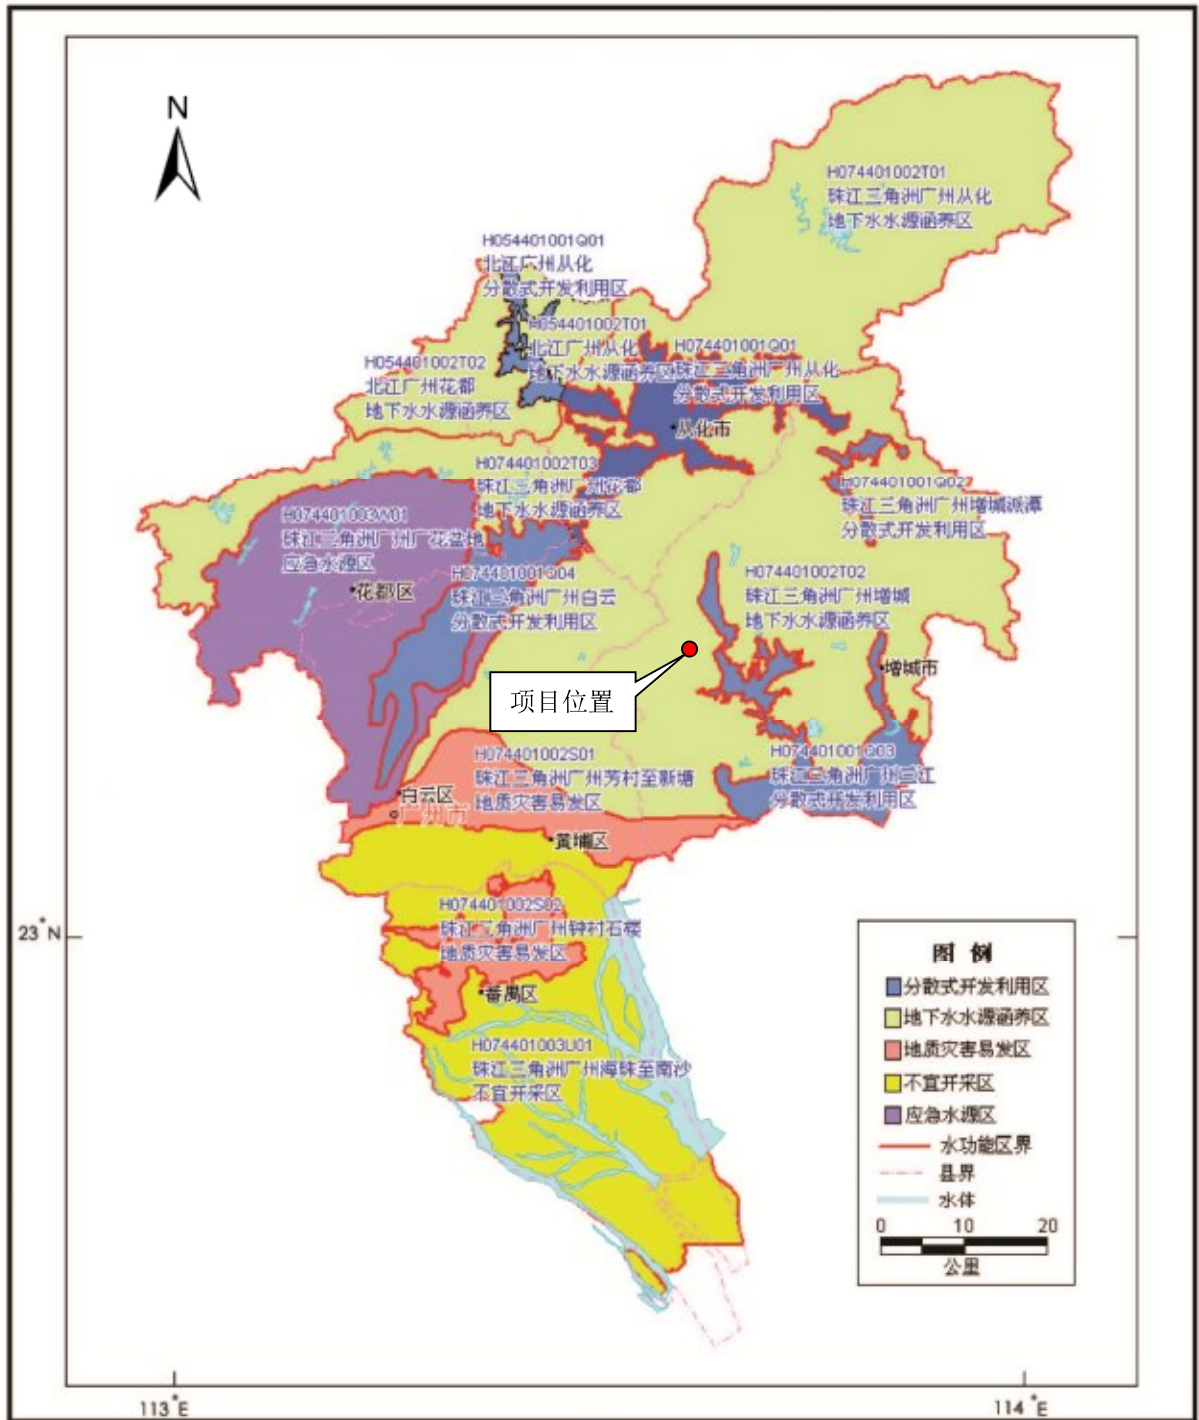 N
H074401002T01
珠江三角洲广州从化
地下水水源涵养区
H054401001Q01
北江广州从化
分散式开发利用区
H054401002T01
北江广州从化
地下水水源涵养区
H074401001Q01
珠江三角洲广州从化
分散式开发利用区
H054401002T02
北江广州花都
地下水水源涵养区
从化市
H074401002T03
珠江三角洲广州花都
地下水水源涵养区
H074401001Q02
珠江三角洲广州增城派潭
分散式开发利用区
H074401003W01
珠江三角洲广州广花盆地
应急水源区
花都区
H074401001Q04
珠江三角洲广州白云
分散式开发利用区
H074401002T02
珠江三角洲广州增城
地下水水源涵养区
增城市
项目位置
H074401002S01
珠江三角洲广州芳村至新塘
地质灾害易发区
H074401001Q03
珠江三角洲广州三江
分散式开发利用区
白云区
广州市
黄埔区
H074401002S02
珠江三角洲广州钟村石楼
地质灾害易发区
番禺区
H074401003U01
珠江三角洲广州海珠至南沙
不宜开采区
23°N
图 例
分散式开发利用区
地下水水源涵养区
地质灾害易发区
不宜开采区
应急水源区
水功能区界
县界
水体
0 10 20
公里
113°E
114°E